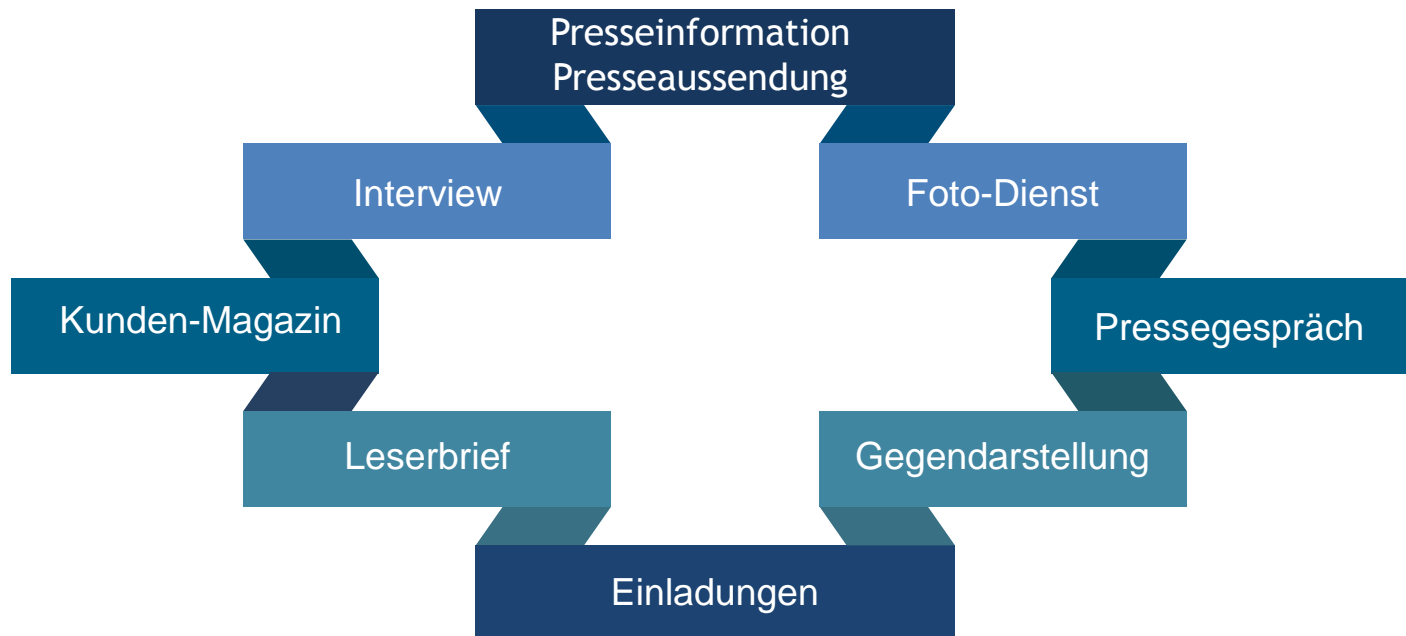 Presseinformation
Presseaussendung
Interview
Foto-Dienst
Kunden-Magazin
Pressegespräch
Leserbrief
Gegendarstellung
Einladungen